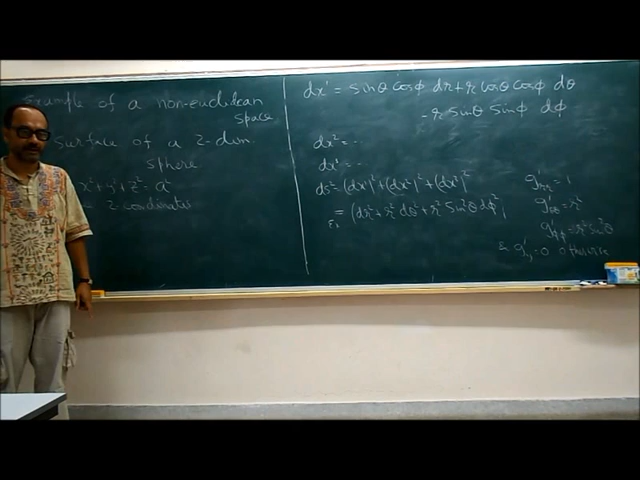 Example of a non-euclidean
space
Surface of a 2-dim.
sphere
x² + y² + z² = a²
2-coordinates
dx¹ = sinθ cosϕ dr + r cosθ cosϕ dθ
- r sinθ sinϕ dϕ
dx² = ..
dx³ = --
ds² = (dx¹)² + (dx²)² + (dx³)²
= (dr² + r² dθ² + r² sin²θ dϕ²)
g'rr = 1
g'θθ = r²
g'ϕϕ = r² sin²θ
& g'ij = 0 otherwise